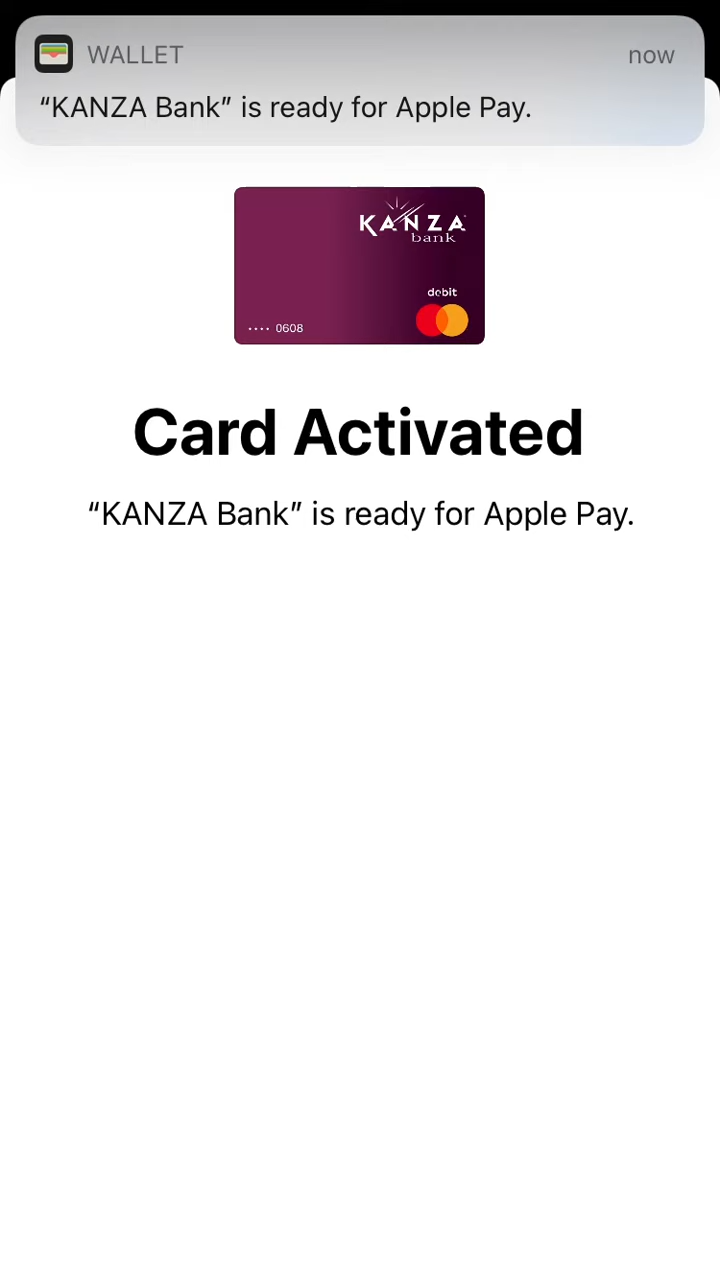 WALLET now
“KANZA Bank” is ready for Apple Pay.
KANZA
bank
debit
•••• 0608
Card Activated
“KANZA Bank” is ready for Apple Pay.